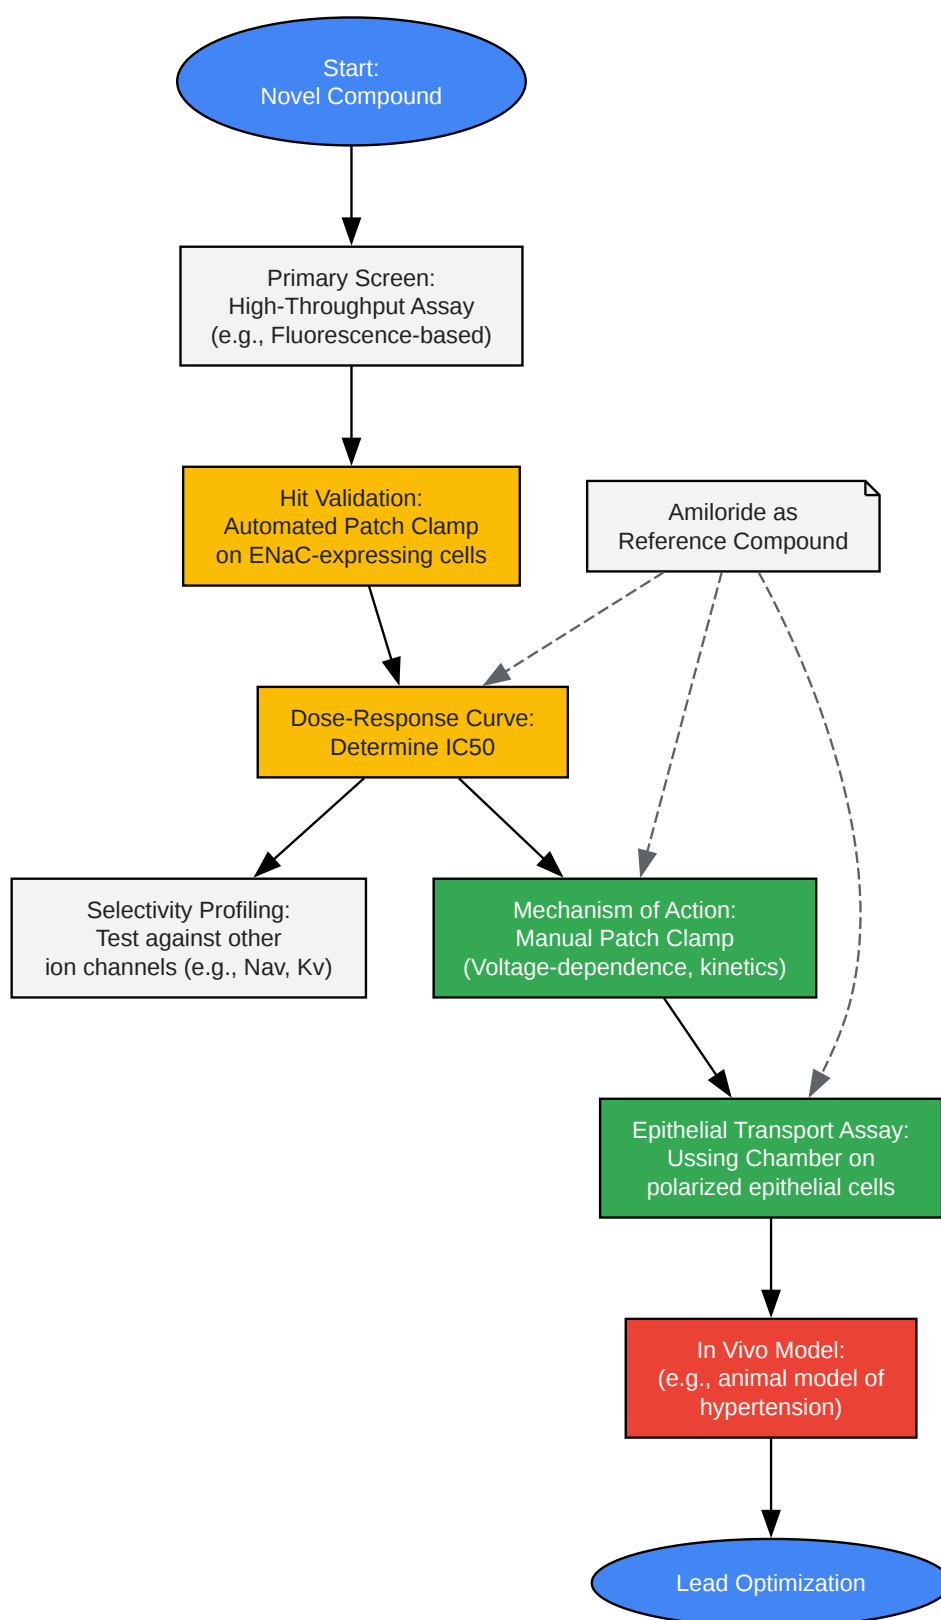 Start:
Novel Compound
Primary Screen:
High-Throughput Assay
(e.g., Fluorescence-based)
Hit Validation:
Automated Patch Clamp
on ENaC-expressing cells
Amiloride as
Reference Compound
Dose-Response Curve:
Determine IC50
Selectivity Profiling:
Test against other
ion channels (e.g., Nav, Kv)
Mechanism of Action:
Manual Patch Clamp
(Voltage-dependence, kinetics)
Epithelial Transport Assay:
Ussing Chamber on
polarized epithelial cells
In Vivo Model:
(e.g., animal model of
hypertension)
Lead Optimization